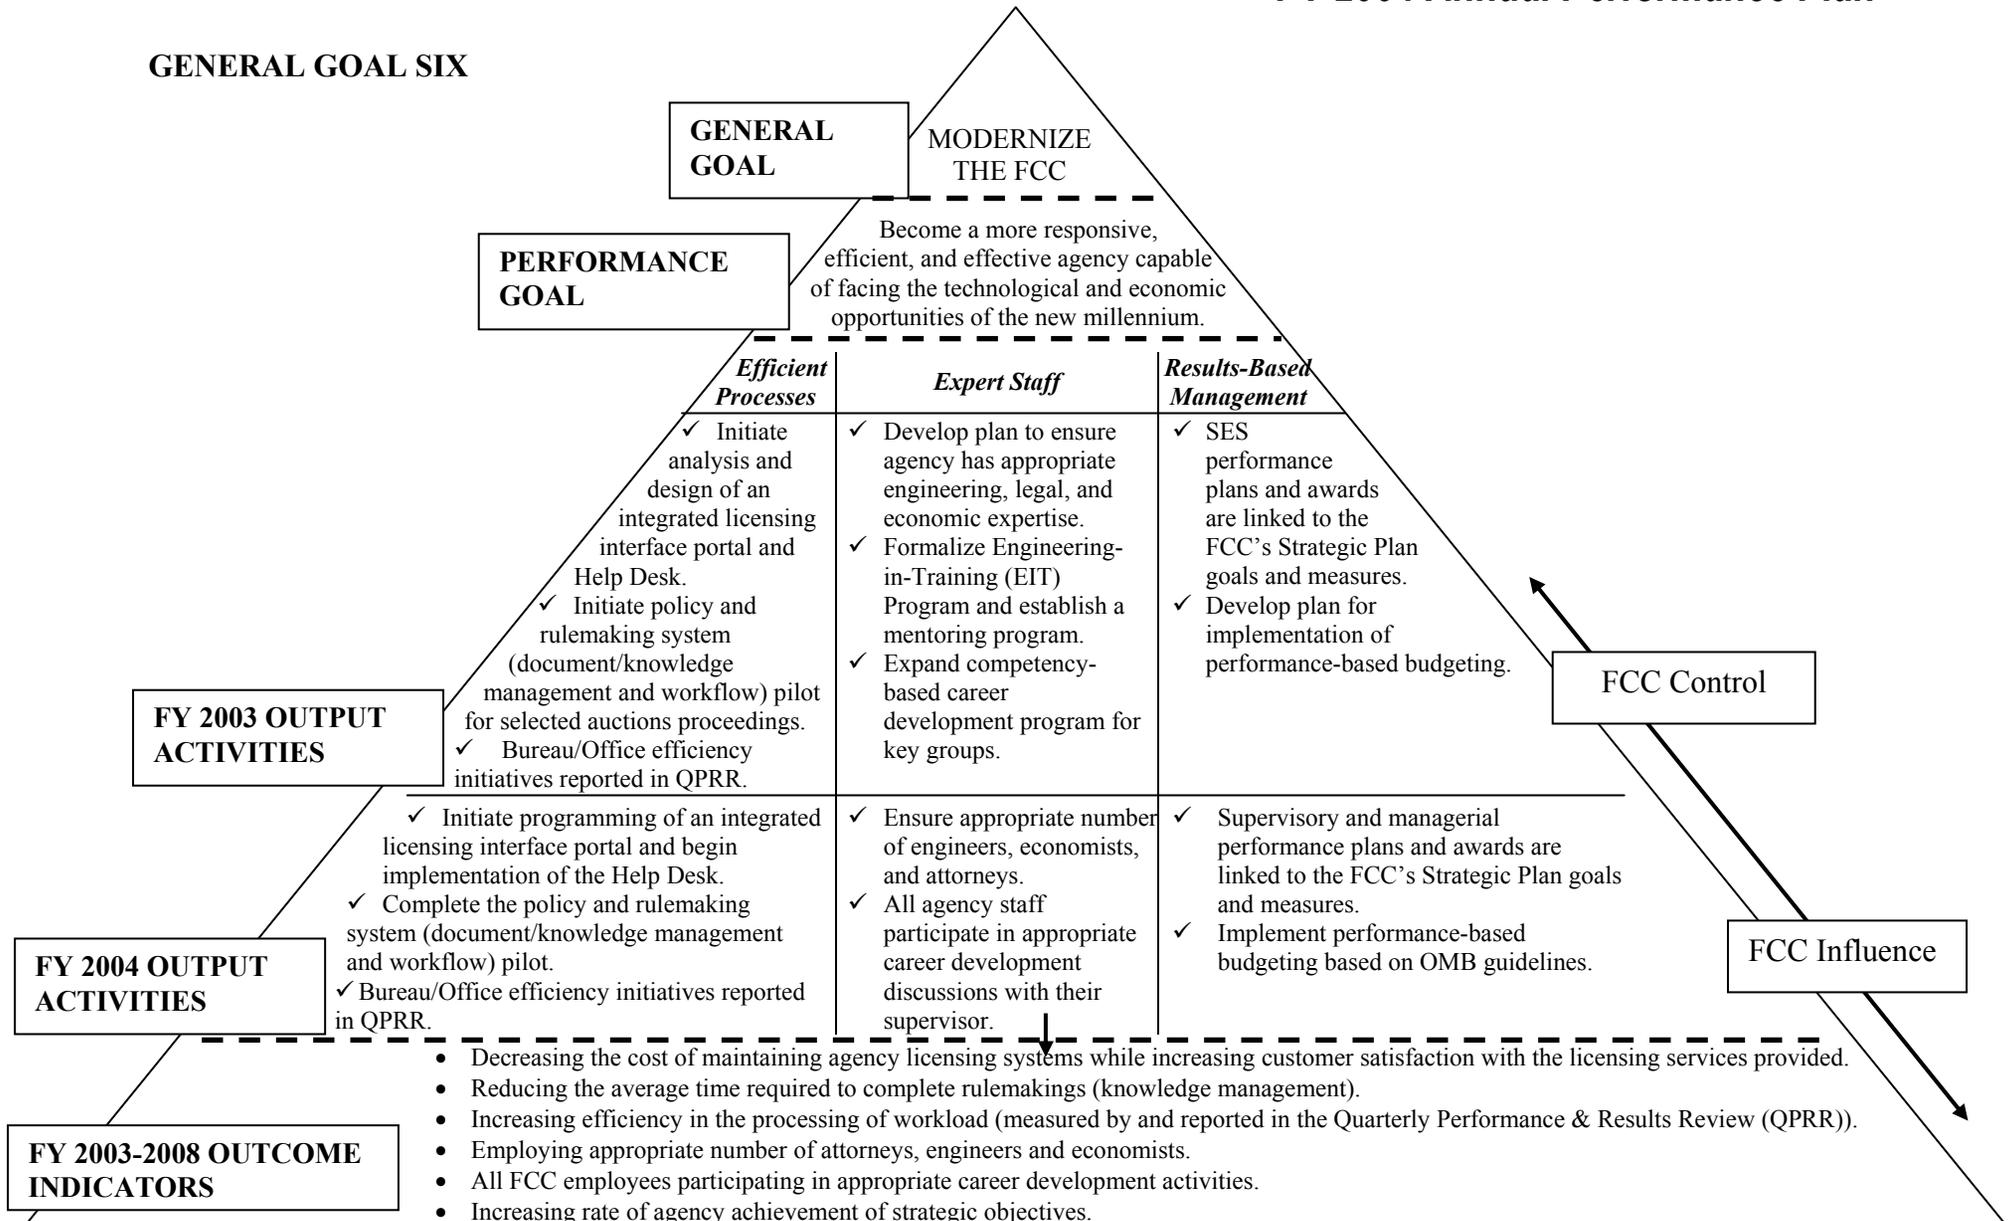 FY 2004 Annual Performance Plan
GENERAL GOAL SIX
GENERAL
GOAL
MODERNIZE
THE FCC
PERFORMANCE
GOAL
Become a more responsive,
efficient, and effective agency capable
of facing the technological and economic
opportunities of the new millennium.
Efficient
Processes
Expert Staff
Results-Based
Management
FY 2003 OUTPUT
ACTIVITIES
✓ Initiate
analysis and
design of an
integrated licensing
interface portal and
Help Desk.
✓ Initiate policy and
rulemaking system
(document/knowledge
management and workflow) pilot
for selected auctions proceedings.
✓ Bureau/Office efficiency
initiatives reported in QPRR.
✓ Develop plan to ensure
agency has appropriate
engineering, legal, and
economic expertise.
✓ Formalize Engineering-
in-Training (EIT)
Program and establish a
mentoring program.
✓ Expand competency-
based career
development program for
key groups.
✓ SES
performance
plans and awards
are linked to the
FCC’s Strategic Plan
goals and measures.
✓ Develop plan for
implementation of
performance-based budgeting.
FCC Control
FY 2004 OUTPUT
ACTIVITIES
✓ Initiate programming of an integrated
licensing interface portal and begin
implementation of the Help Desk.
✓ Complete the policy and rulemaking
system (document/knowledge management
and workflow) pilot.
✓ Bureau/Office efficiency initiatives reported
in QPRR.
✓ Ensure appropriate number
of engineers, economists,
and attorneys.
✓ All agency staff
participate in appropriate
career development
discussions with their
supervisor.
✓ Supervisory and managerial
performance plans and awards are
linked to the FCC’s Strategic Plan goals
and measures.
✓ Implement performance-based
budgeting based on OMB guidelines.
FCC Influence
FY 2003-2008 OUTCOME
INDICATORS
• Decreasing the cost of maintaining agency licensing systems while increasing customer satisfaction with the licensing services provided.
• Reducing the average time required to complete rulemakings (knowledge management).
• Increasing efficiency in the processing of workload (measured by and reported in the Quarterly Performance & Results Review (QPRR)).
• Employing appropriate number of attorneys, engineers and economists.
• All FCC employees participating in appropriate career development activities.
• Increasing rate of agency achievement of strategic objectives.